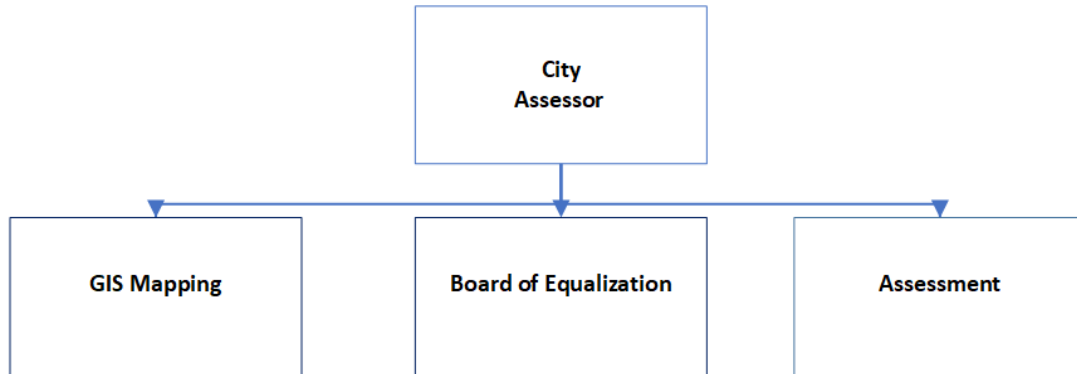 City
Assessor
GIS Mapping
Board of Equalization
Assessment